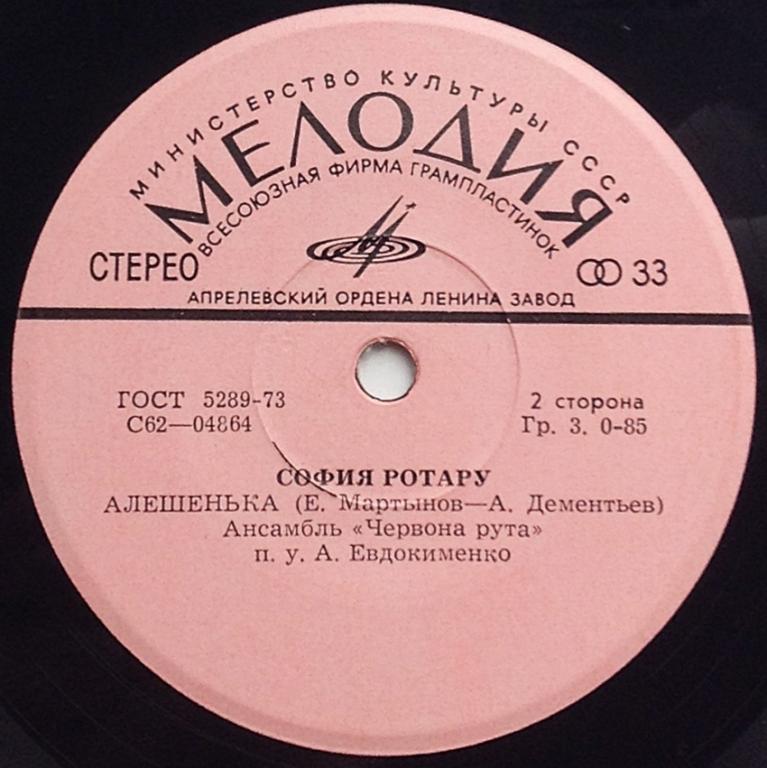 МИНИСТЕРСТВО КУЛЬТУРЫ СССР
МЕЛОДИЯ
ВСЕСОЮЗНАЯ ФИРМА ГРАМПЛАСТИНОК
СТЕРЕО
33
АПРЕЛЕВСКИЙ ОРДЕНА ЛЕНИНА ЗАВОД
ГОСТ 5289-73
С62—04864
2 сторона
Гр. 3. 0-85
СОФИЯ РОТАРУ
АЛЕШЕНЬКА (Е. Мартынов—А. Дементьев)
Ансамбль «Червона рута»
п. у. А. Евдокименко